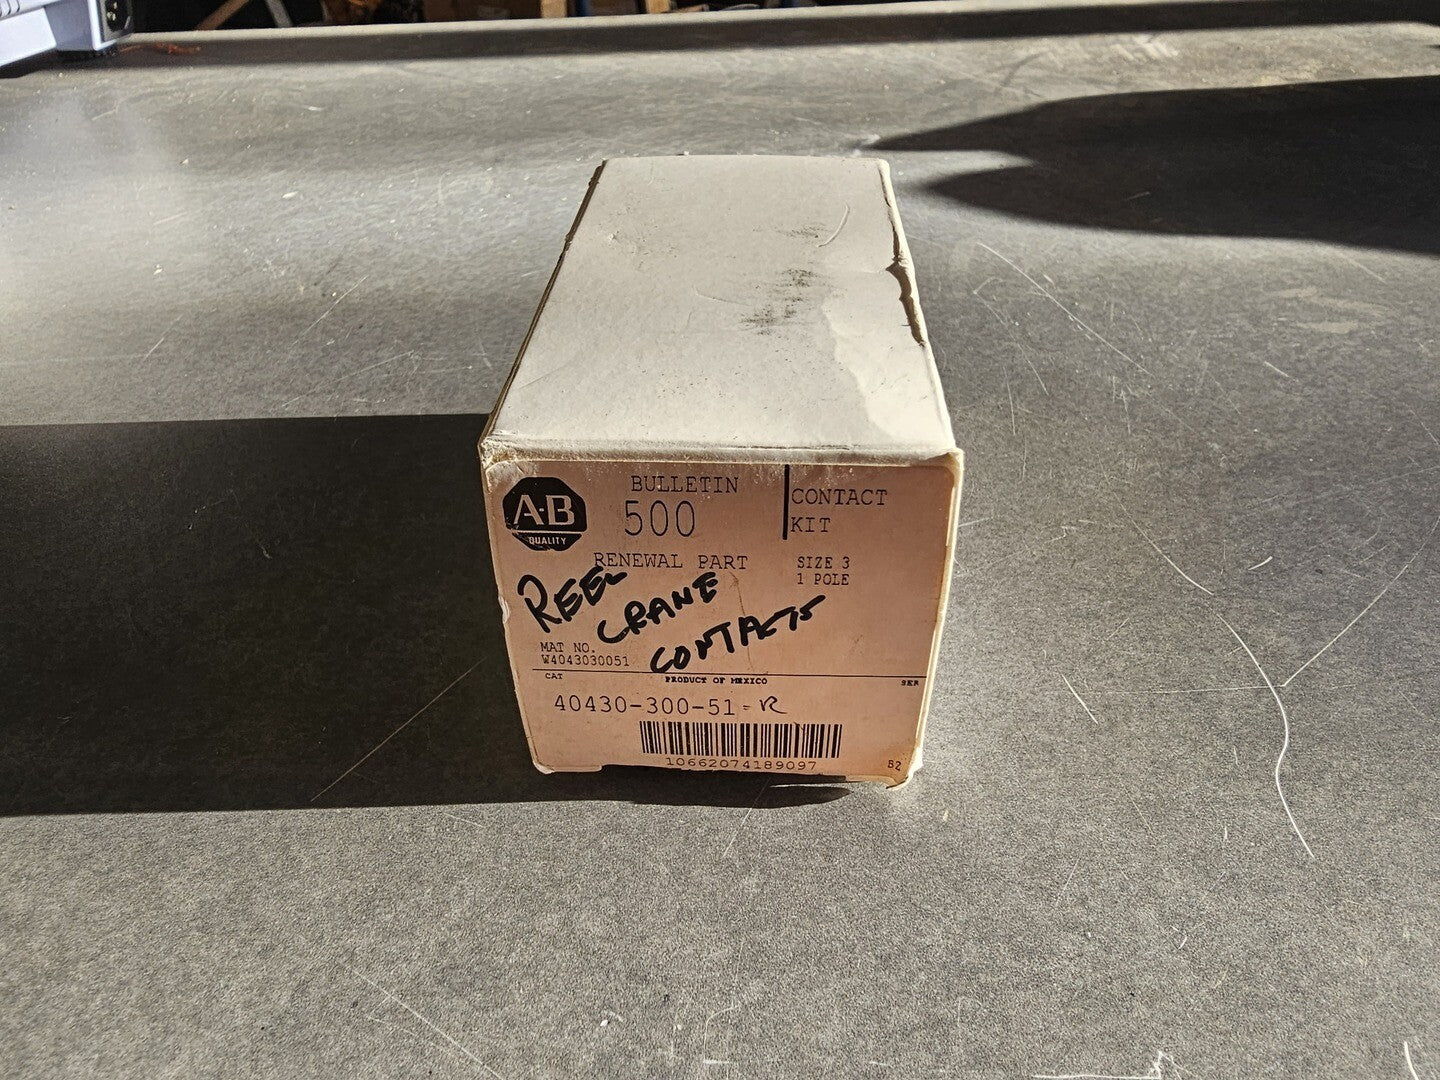 A-B
QUALITY
BULLETIN
500
RENEWAL PART
CONTACT
KIT
SIZE 3
1 POLE
REEL
CRANE
CONTACTS
MAT NO.
W4043030051
CAT
PRODUCT OF MEXICO
SER
40430-300-51-R
10662074189097
B2